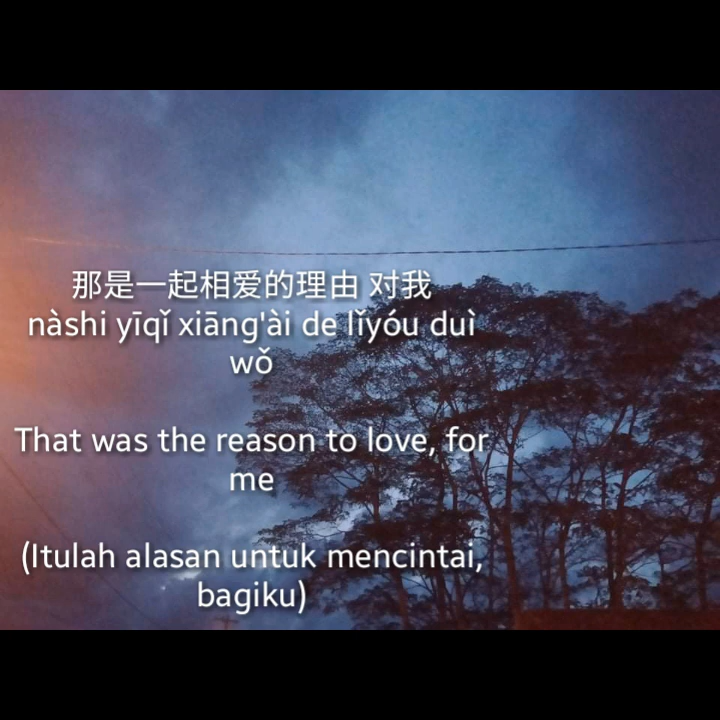 那是一起相爱的理由 对我
nàshi yīqǐ xiāng'ài de lǐyóu duì
wǒ
That was the reason to love, for
me
(Itulah alasan untuk mencintai,
bagiku)